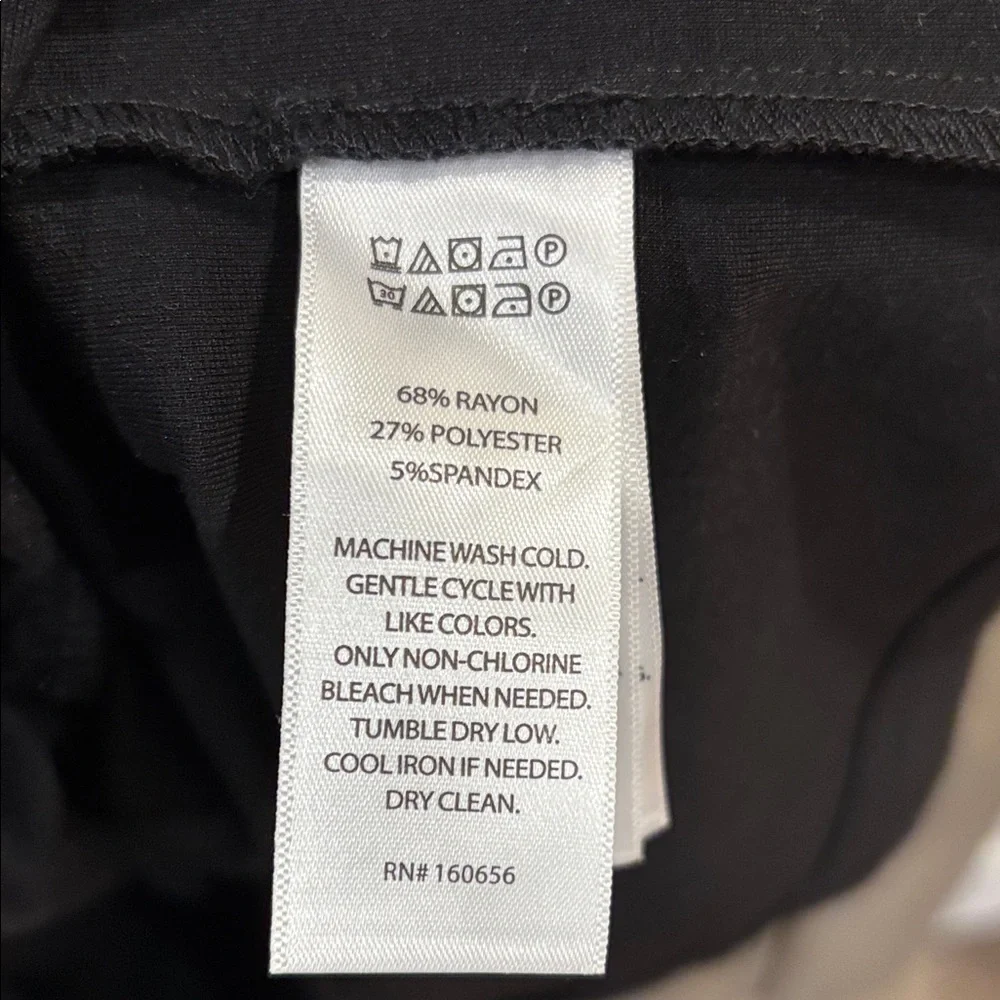 P
30 P
68% RAYON
27% POLYESTER
5%SPANDEX
MACHINE WASH COLD.
GENTLE CYCLE WITH
LIKE COLORS.
ONLY NON-CHLORINE
BLEACH WHEN NEEDED.
TUMBLE DRY LOW.
COOL IRON IF NEEDED.
DRY CLEAN.
RN# 160656